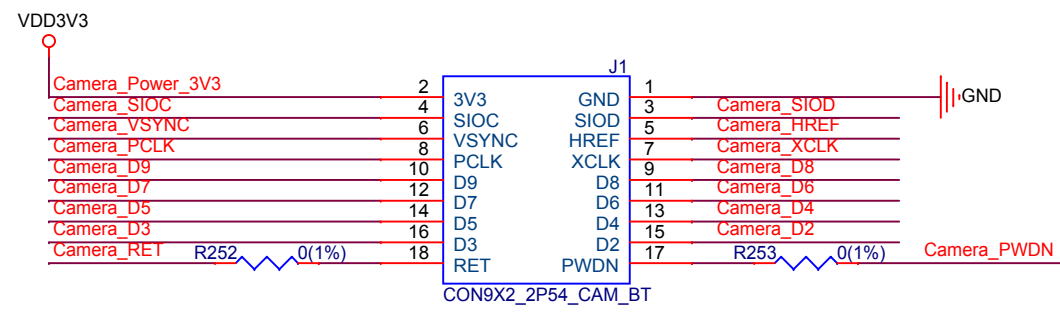 VDD3V3
J1
Camera_Power_3V3 2 3V3 GND 1 GND
Camera_SIOC 4 SIOC SIOD 3 Camera_SIOD
Camera_VSYNC 6 VSYNC HREF 5 Camera_HREF
Camera_PCLK 8 PCLK XCLK 7 Camera_XCLK
Camera_D9 10 D9 D8 9 Camera_D8
Camera_D7 12 D7 D6 11 Camera_D6
Camera_D5 14 D5 D4 13 Camera_D4
Camera_D3 16 D3 D2 15 Camera_D2
Camera_RET R252 0(1%) 18 RET PWDN 17 R253 0(1%) Camera_PWDN
CON9X2_2P54_CAM_BT